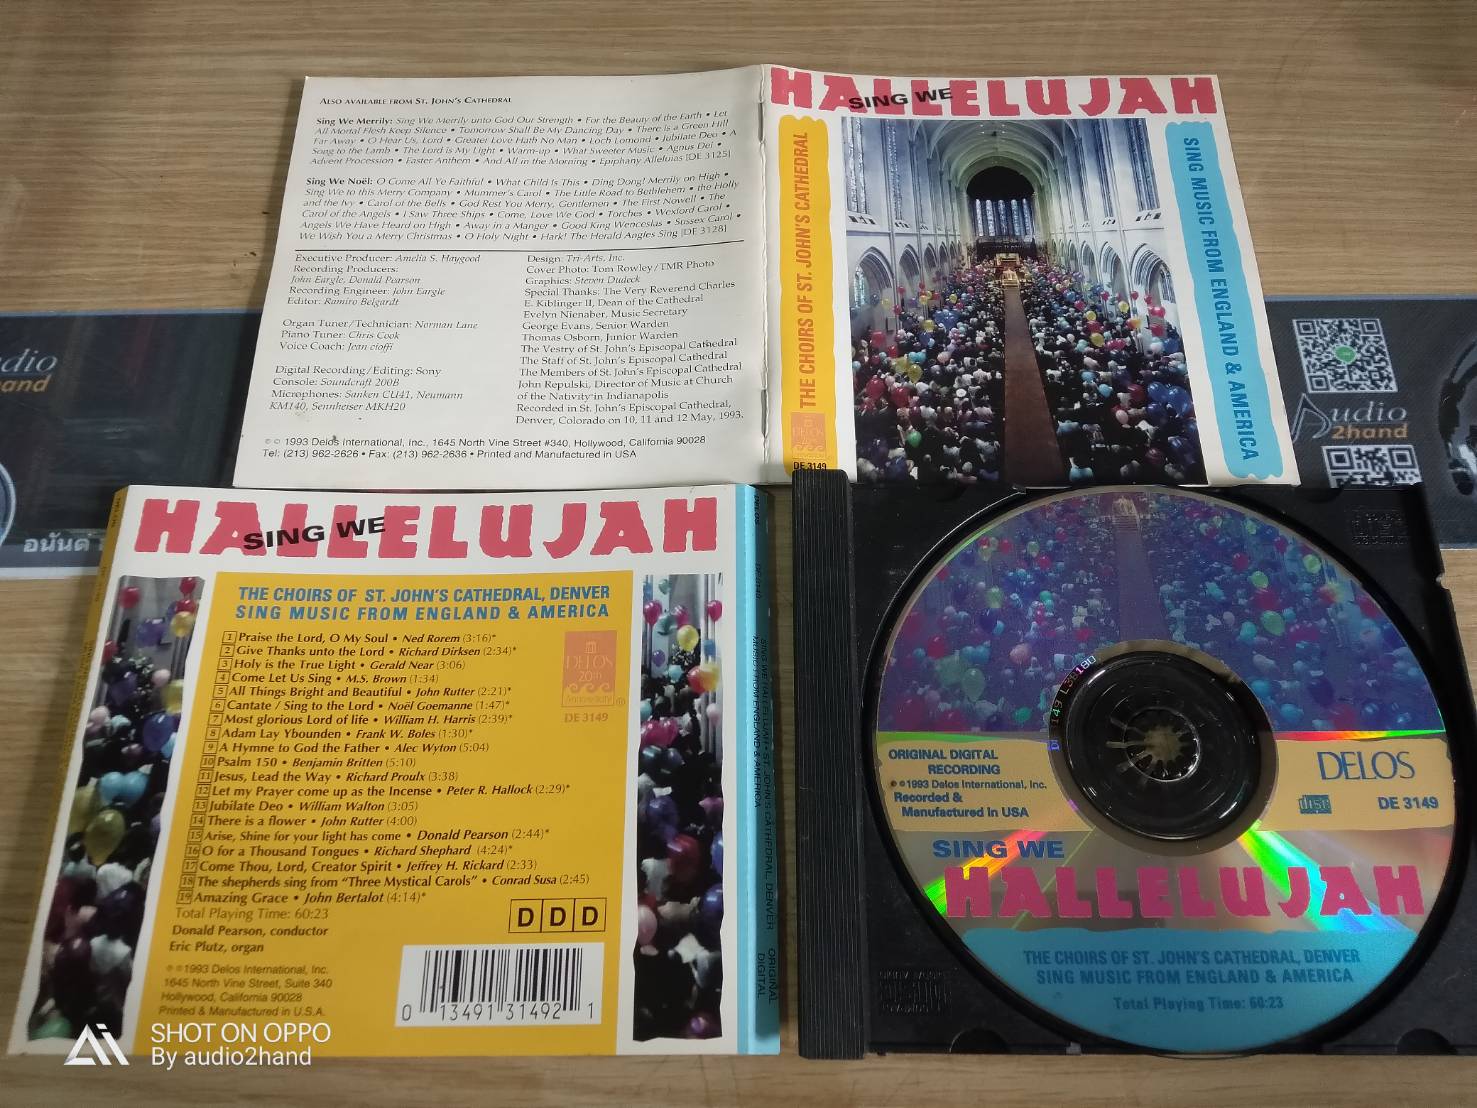 ALSO AVAILABLE FROM ST. JOHN'S CATHEDRAL
Sing We Merrily: Sing We Merrily unto God Our Strength • For the Beauty of the Earth • Let
All Mortal Flesh Keep Silence • Tomorrow Shall Be My Dancing Day • There is a Green Hill
Far Away • O Hear Us, Lord • Greater Love Hath No Man • Loch Lomond • Jubilate Deo • A
Song to the Lamb • The Lord is My Light • Warm-up • What Sweeter Music • Agnus Dei •
Advent Procession • Easter Anthem • And All in the Morning • Epiphany Alleluias [DE 3125]
Sing We Noël: O Come All Ye Faithful • What Child Is This • Ding Dong! Merrily on High •
Sing We to this Merry Company • Mummer's Carol • The Little Road to Bethlehem • the Holly
and the Ivy • Carol of the Bells • God Rest You Merry, Gentlemen • The First Nowell • The
Carol of the Angels • I Saw Three Ships • Come, Love We God • Torches • Wexford Carol •
Angels We Have Heard on High • Away in a Manger • Good King Wenceslas • Sussex Carol •
We Wish You a Merry Christmas • O Holy Night • Hark! The Herald Angles Sing [DE 3128]
Executive Producer: Amelia S. Haygood
Recording Producers:
John Eargle, Donald Pearson
Recording Engineer: John Eargle
Editor: Ramiro Belgardt
Organ Tuner/Technician: Norman Lane
Piano Tuner: Chris Cook
Voice Coach: Jean cioffi
Digital Recording/Editing: Sony
Console: Soundcraft 200B
Microphones: Sanken CU41, Neumann
KM140, Sennheiser MKH20
Design: Tri-Arts, Inc.
Cover Photo: Tom Rowley/TMR Photo
Graphics: Steven Dudeck
Special Thanks: The Very Reverend Charles
E. Kiblinger II, Dean of the Cathedral
Evelyn Nienaber, Music Secretary
George Evans, Senior Warden
Thomas Osborn, Junior Warden
The Vestry of St. John's Episcopal Cathedral
The Staff of St. John's Episcopal Cathedral
The Members of St. John's Episcopal Cathedral
John Repulski, Director of Music at Church
of the Nativity in Indianapolis
Recorded in St. John's Episcopal Cathedral,
Denver, Colorado on 10, 11 and 12 May, 1993.
℗ © 1993 Delos International, Inc., 1645 North Vine Street #340, Hollywood, California 90028
Tel: (213) 962-2626 • Fax: (213) 962-2636 • Printed and Manufactured in USA
HALLELUJAH
SING WE
THE CHOIRS OF ST. JOHN'S CATHEDRAL
SING MUSIC FROM ENGLAND & AMERICA
DELOS
DE 3149
udio
hand
อนันต์
Audio
2hand
HALLELUJAH
SING WE
THE CHOIRS OF ST. JOHN'S CATHEDRAL, DENVER
SING MUSIC FROM ENGLAND & AMERICA
1 Praise the Lord, O My Soul • Ned Rorem (3:16)*
2 Give Thanks unto the Lord • Richard Dirksen (2:34)*
3 Holy is the True Light • Gerald Near (3:06)
4 Come Let Us Sing • M.S. Brown (1:34)
5 All Things Bright and Beautiful • John Rutter (2:21)*
6 Cantate / Sing to the Lord • Noël Goemanne (1:47)*
7 Most glorious Lord of life • William H. Harris (2:39)*
8 Adam Lay Ybounden • Frank W. Boles (1:30)*
9 A Hymne to God the Father • Alec Wyton (5:04)
10 Psalm 150 • Benjamin Britten (5:10)
11 Jesus, Lead the Way • Richard Proulx (3:38)
12 Let my Prayer come up as the Incense • Peter R. Hallock (2:29)*
13 Jubilate Deo • William Walton (3:05)
14 There is a flower • John Rutter (4:00)
15 Arise, Shine for your light has come • Donald Pearson (2:44)*
16 O for a Thousand Tongues • Richard Shephard (4:24)*
17 Come Thou, Lord, Creator Spirit • Jeffrey H. Rickard (2:33)
18 The shepherds sing from "Three Mystical Carols" • Conrad Susa (2:45)
19 Amazing Grace • John Bertalot (4:14)*
Total Playing Time: 60:23
Donald Pearson, conductor
Eric Plutz, organ
DELOS
20th
Anniversary
DE 3149
DDD
℗ © 1993 Delos International, Inc.
1645 North Vine Street, Suite 340
Hollywood, California 90028
Printed & Manufactured in U.S.A.
0 13491 31492 1
DELOS DE 3149 SING WE HALLELUJAH • ST. JOHN'S CATHEDRAL, DENVER ORIGINAL DIGITAL
MUSIC FROM ENGLAND & AMERICA
ORIGINAL DIGITAL
RECORDING
℗ © 1993 Delos International, Inc.
Recorded &
Manufactured in USA
DELOS
disc
DE 3149
SING WE
HALLELUJAH
THE CHOIRS OF ST. JOHN'S CATHEDRAL, DENVER
SING MUSIC FROM ENGLAND & AMERICA
Total Playing Time: 60:23
SHOT ON OPPO
By audio2hand